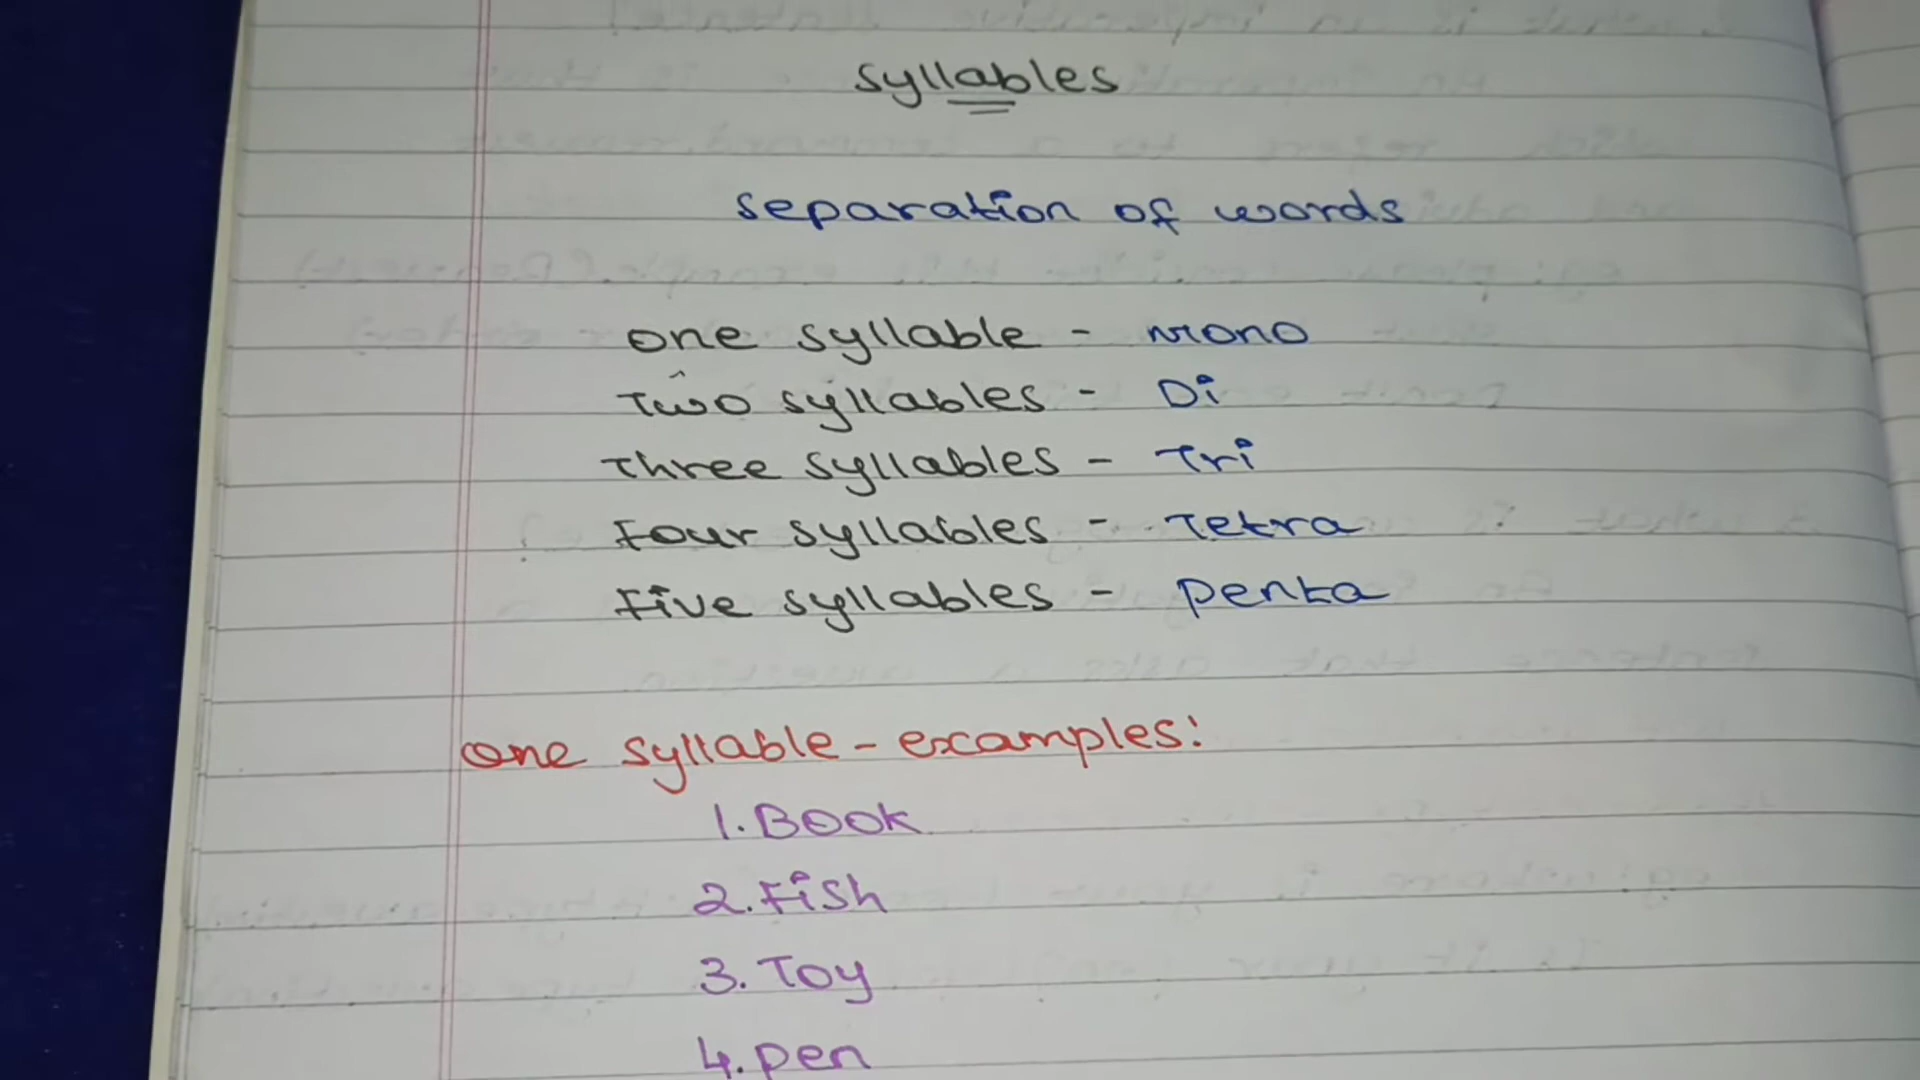 syllables
separation of words
one syllable - Mono
Two syllables - Di
Three syllables - Tri
Four syllables - Tetra
Five syllables - penta
one syllable - examples:
1. Book
2. Fish
3. Toy
4. pen